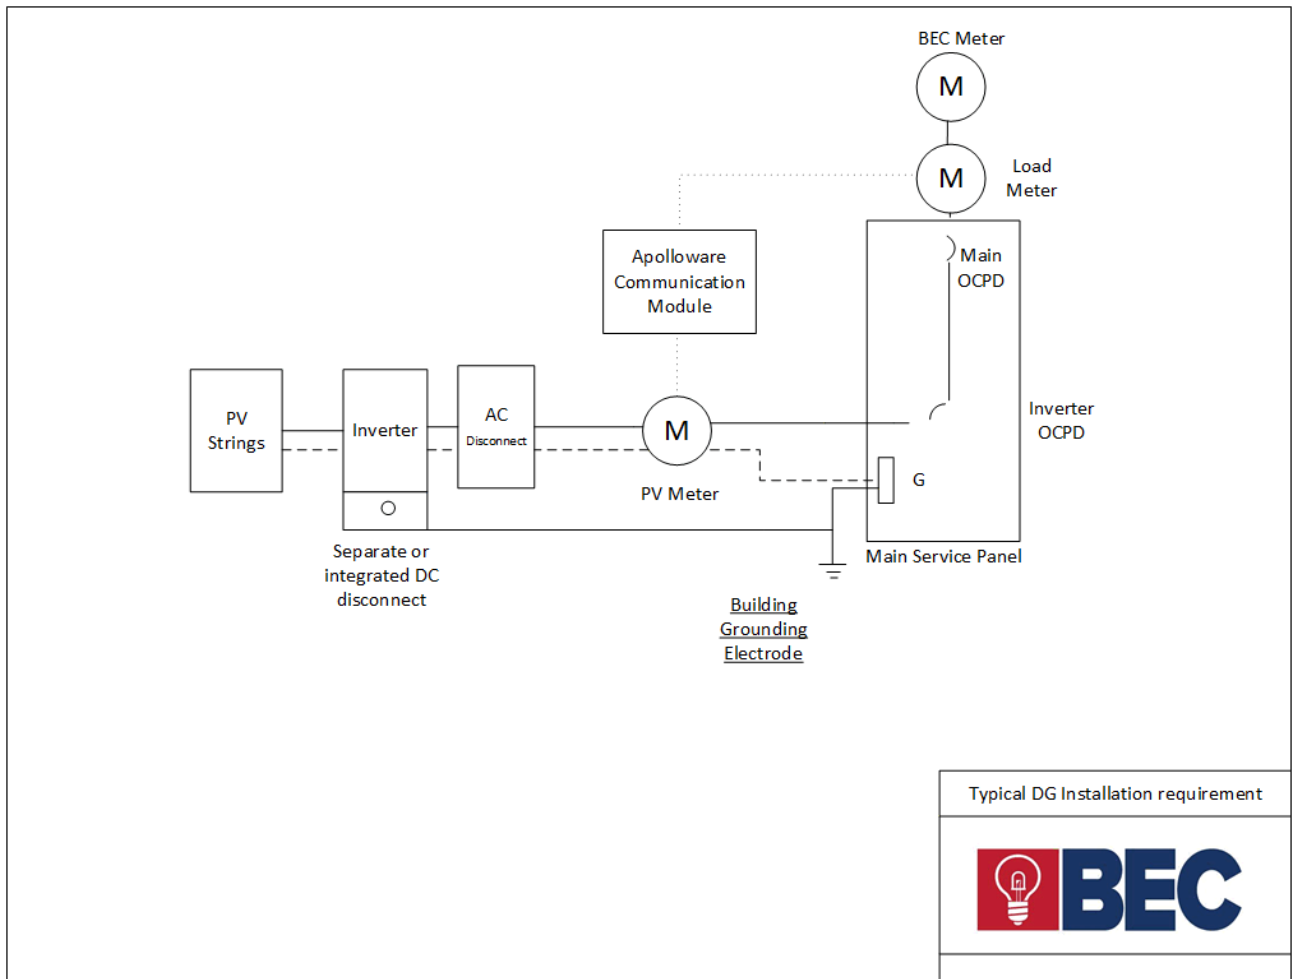 BEC Meter
M
M
Load
Meter
Apolloware
Communication
Module
Main
OCPD
PV
Strings
Inverter
AC
Disconnect
M
Inverter
OCPD
G
PV Meter
Main Service Panel
Separate or
integrated DC
disconnect
Building
Grounding
Electrode
Typical DG Installation requirement
BEC